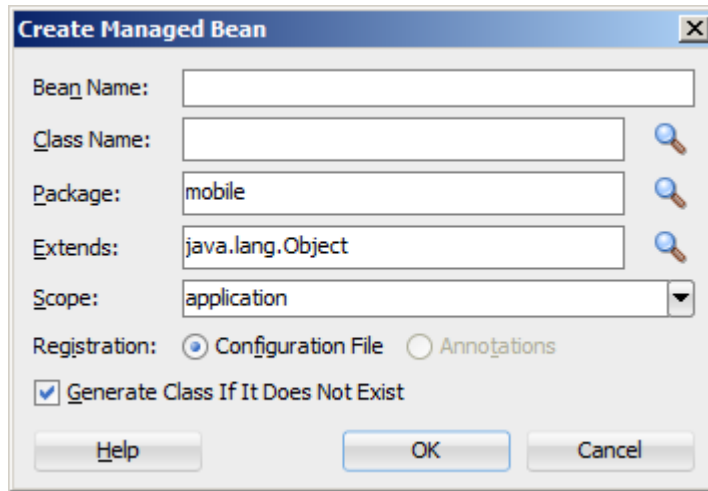 Create Managed Bean
Bean Name:
Class Name:
Package: mobile
Extends: java.lang.Object
Scope: application
Registration: Configuration File Annotations
Generate Class If It Does Not Exist
Help OK Cancel